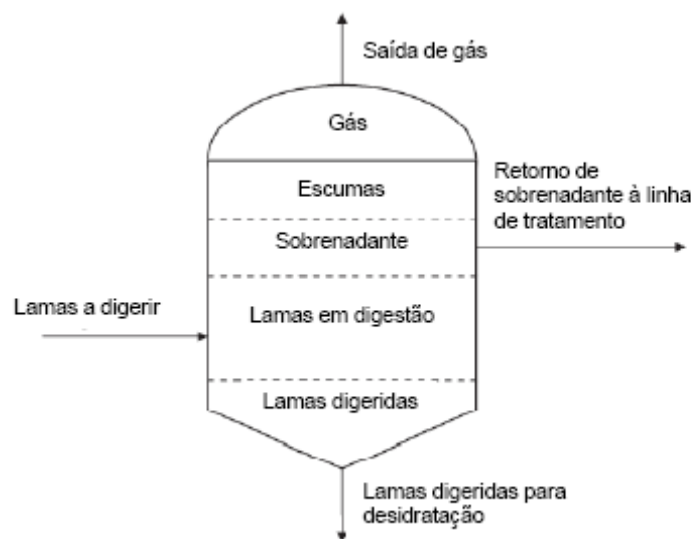 Saída de gás
Gás
Retorno de
sobrenadante à linha
de tratamento
Escumas
Sobrenadante
Lamas a digerir
Lamas em digestão
Lamas digeridas
Lamas digeridas para
desidratação